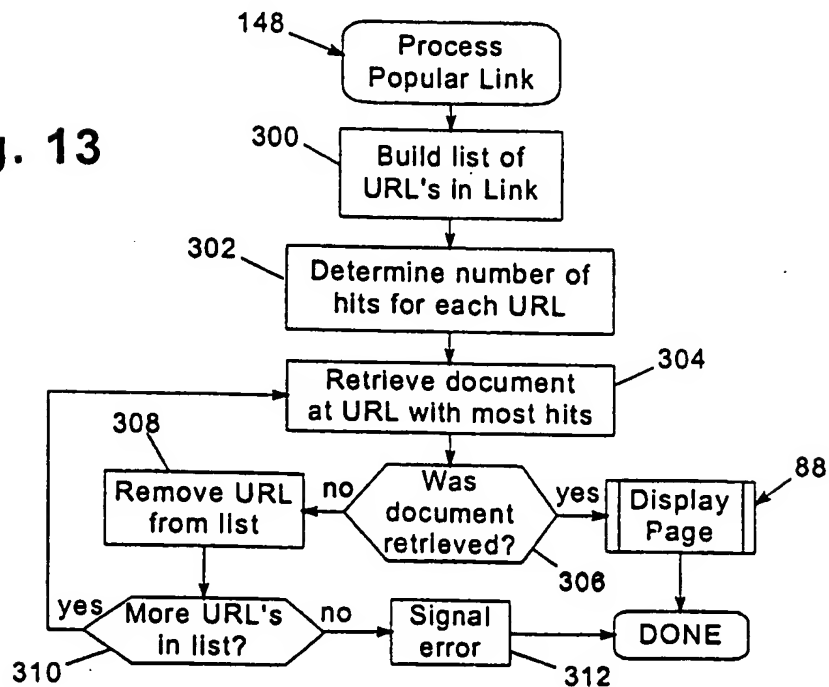 148
Process
Popular Link
g. 13
300
Build list of
URL's in Link
302
Determine number of
hits for each URL
304
Retrieve document
at URL with most hits
308
Remove URL
from list
no
Was
document
retrieved?
306
yes
88
Display
Page
yes
More URL's
in list?
310
no
Signal
error
312
DONE